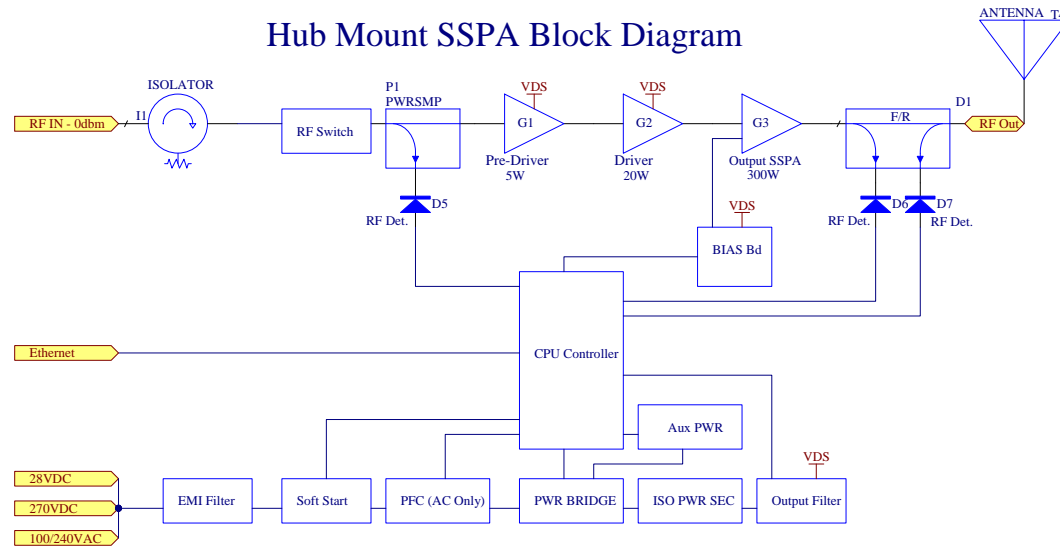 Hub Mount SSPA Block Diagram
ANTENNA
ISOLATOR
P1
PWRSMP
VDS
VDS
D1
RF IN - 0dbm
I1
RF Switch
G1
G2
G3
F/R
RF Out
Pre-Driver
5W
Driver
20W
Output SSPA
300W
D5
RF Det.
D6
RF Det.
D7
RF Det.
VDS
BIAS Bd
Ethernet
CPU Controller
Aux PWR
28VDC
270VDC
100/240VAC
EMI Filter
Soft Start
PFC (AC Only)
PWR BRIDGE
ISO PWR SEC
VDS
Output Filter